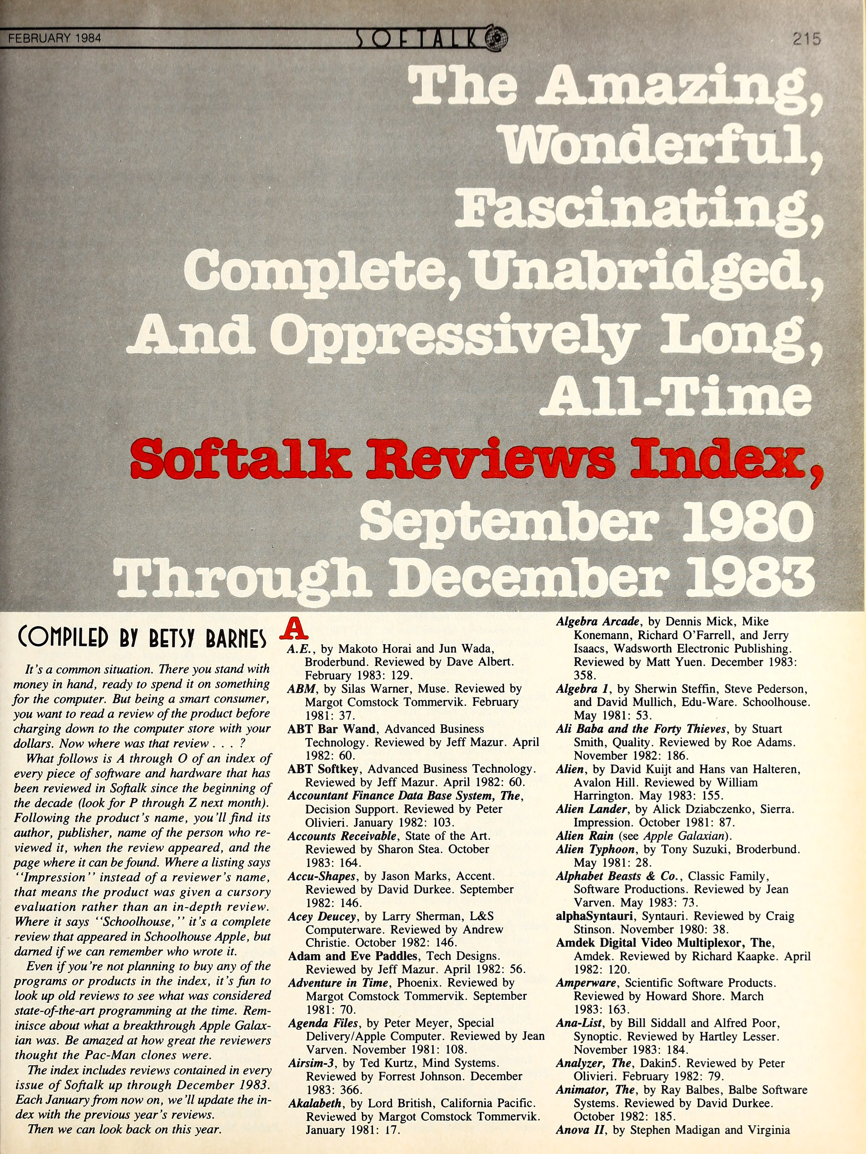 FEBRUARY 1984
SOFTALK
215
The Amazing,
Wonderful,
Fascinating,
Complete, Unabridged,
And Oppressively Long,
All-Time
Softalk Reviews Index,
September 1980
Through December 1983
COMPILED BY BETSY BARNES
It's a common situation. There you stand with
money in hand, ready to spend it on something
for the computer. But being a smart consumer,
you want to read a review of the product before
charging down to the computer store with your
dollars. Now where was that review . . . ?
What follows is A through O of an index of
every piece of software and hardware that has
been reviewed in Softalk since the beginning of
the decade (look for P through Z next month).
Following the product's name, you'll find its
author, publisher, name of the person who re-
viewed it, when the review appeared, and the
page where it can be found. Where a listing says
"Impression" instead of a reviewer's name,
that means the product was given a cursory
evaluation rather than an in-depth review.
Where it says "Schoolhouse," it's a complete
review that appeared in Schoolhouse Apple, but
darned if we can remember who wrote it.
Even if you're not planning to buy any of the
programs or products in the index, it's fun to
look up old reviews to see what was considered
state-of-the-art programming at the time. Rem-
inisce about what a breakthrough Apple Galax-
ian was. Be amazed at how great the reviewers
thought the Pac-Man clones were.
The index includes reviews contained in every
issue of Softalk up through December 1983.
Each January from now on, we'll update the in-
dex with the previous year's reviews.
Then we can look back on this year.
A
A.E., by Makoto Horai and Jun Wada,
Broderbund. Reviewed by Dave Albert.
February 1983: 129.
ABM, by Silas Warner, Muse. Reviewed by
Margot Comstock Tommervik. February
1981: 37.
ABT Bar Wand, Advanced Business
Technology. Reviewed by Jeff Mazur. April
1982: 60.
ABT Softkey, Advanced Business Technology.
Reviewed by Jeff Mazur. April 1982: 60.
Accountant Finance Data Base System, The,
Decision Support. Reviewed by Peter
Olivieri. January 1982: 103.
Accounts Receivable, State of the Art.
Reviewed by Sharon Stea. October
1983: 164.
Accu-Shapes, by Jason Marks, Accent.
Reviewed by David Durkee. September
1982: 146.
Acey Deucey, by Larry Sherman, L&S
Computerware. Reviewed by Andrew
Christie. October 1982: 146.
Adam and Eve Paddles, Tech Designs.
Reviewed by Jeff Mazur. April 1982: 56.
Adventure in Time, Phoenix. Reviewed by
Margot Comstock Tommervik. September
1981: 70.
Agenda Files, by Peter Meyer, Special
Delivery/Apple Computer. Reviewed by Jean
Varven. November 1981: 108.
Airsim-3, by Ted Kurtz, Mind Systems.
Reviewed by Forrest Johnson. December
1983: 366.
Akalabeth, by Lord British, California Pacific.
Reviewed by Margot Comstock Tommervik.
January 1981: 17.
Algebra Arcade, by Dennis Mick, Mike
Konemann, Richard O'Farrell, and Jerry
Isaacs, Wadsworth Electronic Publishing.
Reviewed by Matt Yuen. December 1983:
358.
Algebra 1, by Sherwin Steffin, Steve Pederson,
and David Mullich, Edu-Ware. Schoolhouse.
May 1981: 53.
Ali Baba and the Forty Thieves, by Stuart
Smith, Quality. Reviewed by Roe Adams.
November 1982: 186.
Alien, by David Kuijt and Hans van Halteren,
Avalon Hill. Reviewed by William
Harrington. May 1983: 155.
Alien Lander, by Alick Dziabczenko, Sierra.
Impression. October 1981: 87.
Alien Rain (see Apple Galaxian).
Alien Typhoon, by Tony Suzuki, Broderbund.
May 1981: 28.
Alphabet Beasts & Co., Classic Family,
Software Productions. Reviewed by Jean
Varven. May 1983: 73.
alphaSyntauri, Syntauri. Reviewed by Craig
Stinson. November 1980: 38.
Amdek Digital Video Multiplexor, The,
Amdek. Reviewed by Richard Kaapke. April
1982: 120.
Amperware, Scientific Software Products.
Reviewed by Howard Shore. March
1983: 163.
Ana-List, by Bill Siddall and Alfred Poor,
Synoptic. Reviewed by Hartley Lesser.
November 1983: 184.
Analyzer, The, Dakin5. Reviewed by Peter
Olivieri. February 1982: 79.
Animator, The, by Ray Balbes, Balbe Software
Systems. Reviewed by David Durkee.
October 1982: 185.
Anova II, by Stephen Madigan and Virginia